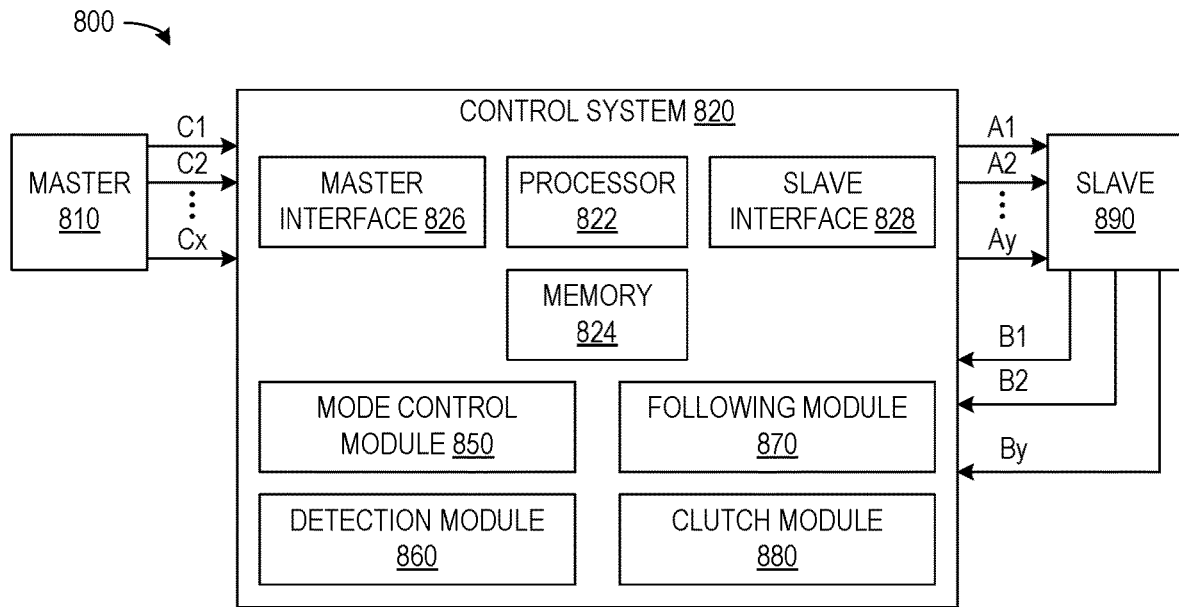 800
CONTROL SYSTEM 820
MASTER
810
C1
C2
Cx
MASTER
INTERFACE 826
PROCESSOR
822
SLAVE
INTERFACE 828
MEMORY
824
A1
A2
Ay
SLAVE
890
B1
B2
By
MODE CONTROL
MODULE 850
FOLLOWING MODULE
870
DETECTION MODULE
860
CLUTCH MODULE
880